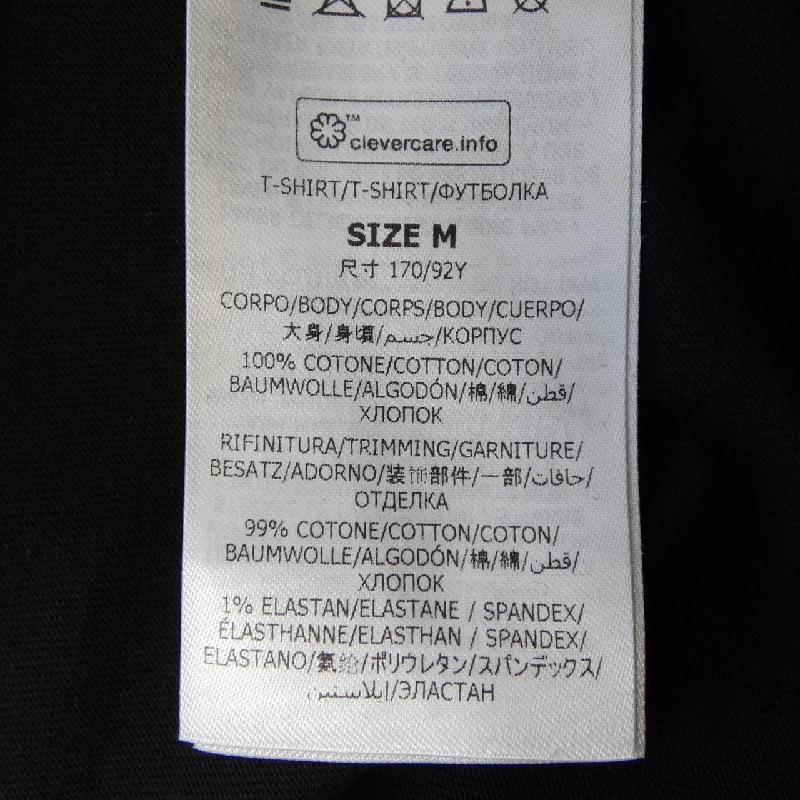 TM
clevercare.info
T-SHIRT/T-SHIRT/ФУТБОЛКА
SIZE M
尺寸 170/92Y
CORPO/BODY/CORPS/BODY/CUERPO/
大身/身頃/جسم/КОРПУС
100% COTONE/COTTON/COTON/
BAUMWOLLE/ALGODÓN/棉/綿/قطن/
ХЛОПОК
RIFINITURA/TRIMMING/GARNITURE/
BESATZ/ADORNO/装饰部件/一部/حافات/
ОТДЕЛКА
99% COTONE/COTTON/COTON/
BAUMWOLLE/ALGODÓN/棉/綿/قطن/
ХЛОПОК
1% ELASTAN/ELASTANE / SPANDEX/
ÉLASTHANNE/ELASTHAN / SPANDEX/
ELASTANO/氨纶/ポリウレタン/スパンデックス/
ايلاستين/ЭЛАСТАН